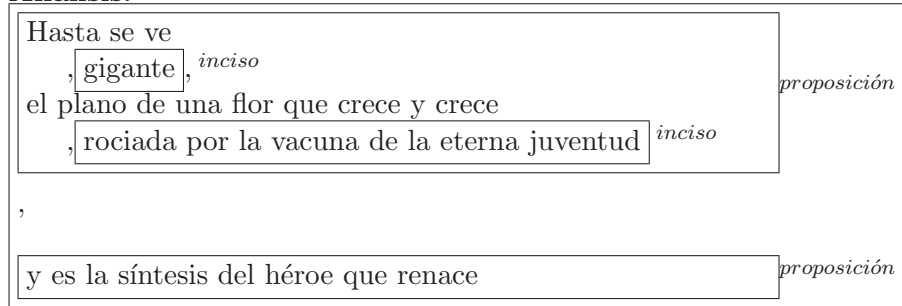 Hasta se ve
, gigante , inciso
el plano de una flor que crece y crece
, rociada por la vacuna de la eterna juventud inciso
proposición
,
y es la síntesis del héroe que renace proposición